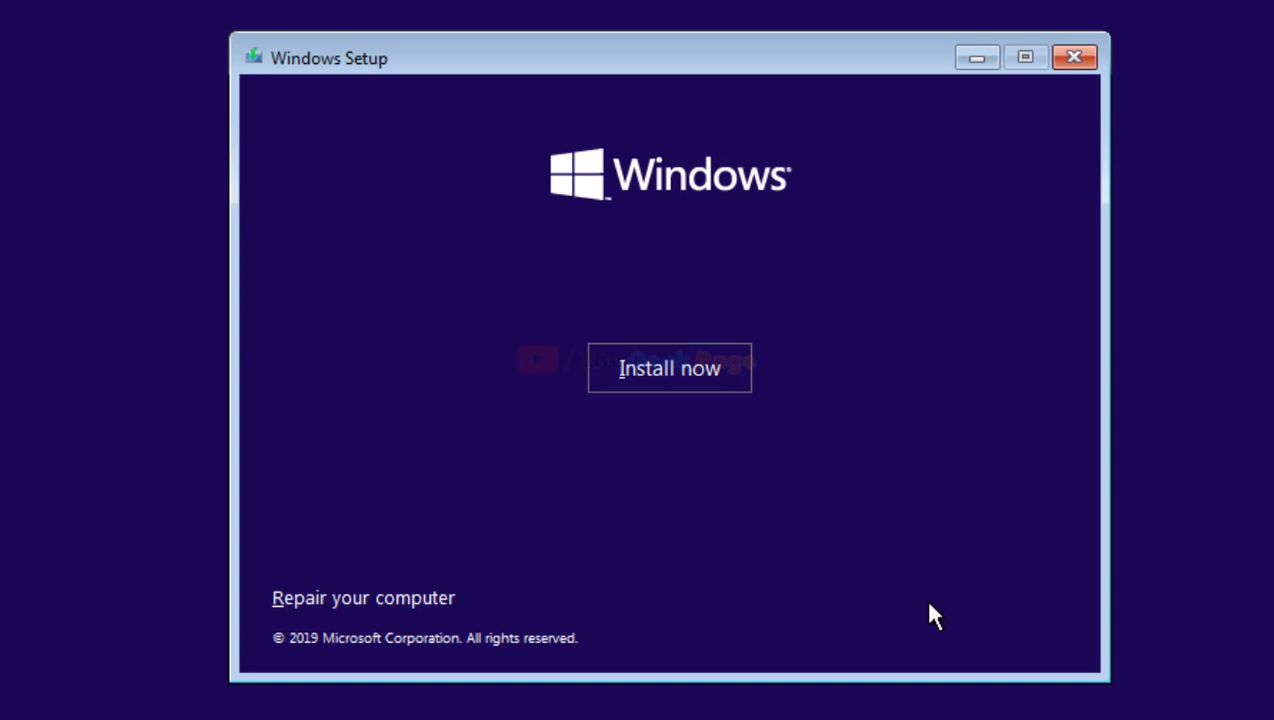 Windows Setup
Windows
Install now
Repair your computer
© 2019 Microsoft Corporation. All rights reserved.